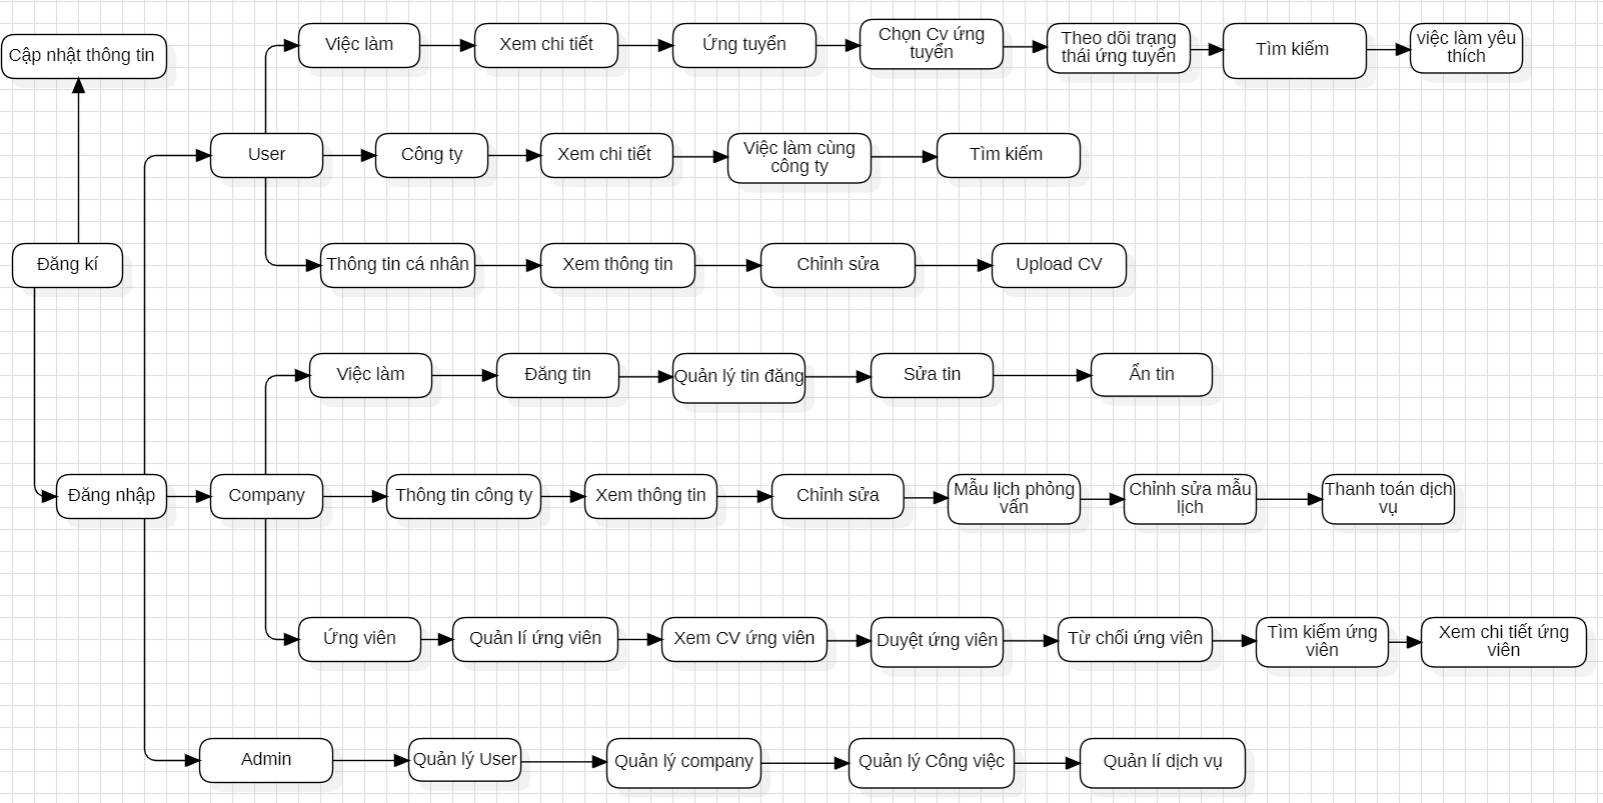 Cập nhật thông tin
Việc làm
Xem chi tiết
Ứng tuyển
Chọn Cv ứng
tuyển
Theo dõi trạng
thái ứng tuyển
Tìm kiếm
việc làm yêu
thích
User
Công ty
Xem chi tiết
Việc làm cùng
công ty
Tìm kiếm
Đăng kí
Thông tin cá nhân
Xem thông tin
Chỉnh sửa
Upload CV
Việc làm
Đăng tin
Quản lý tin đăng
Sửa tin
Ẩn tin
Đăng nhập
Company
Thông tin công ty
Xem thông tin
Chỉnh sửa
Mẫu lịch phỏng
vấn
Chỉnh sửa mẫu
lịch
Thanh toán dịch
vụ
Ứng viên
Quản lí ứng viên
Xem CV ứng viên
Duyệt ứng viên
Từ chối ứng viên
Tìm kiếm ứng
viên
Xem chi tiết ứng
viên
Admin
Quản lý User
Quản lý company
Quản lý Công việc
Quản lí dịch vụ